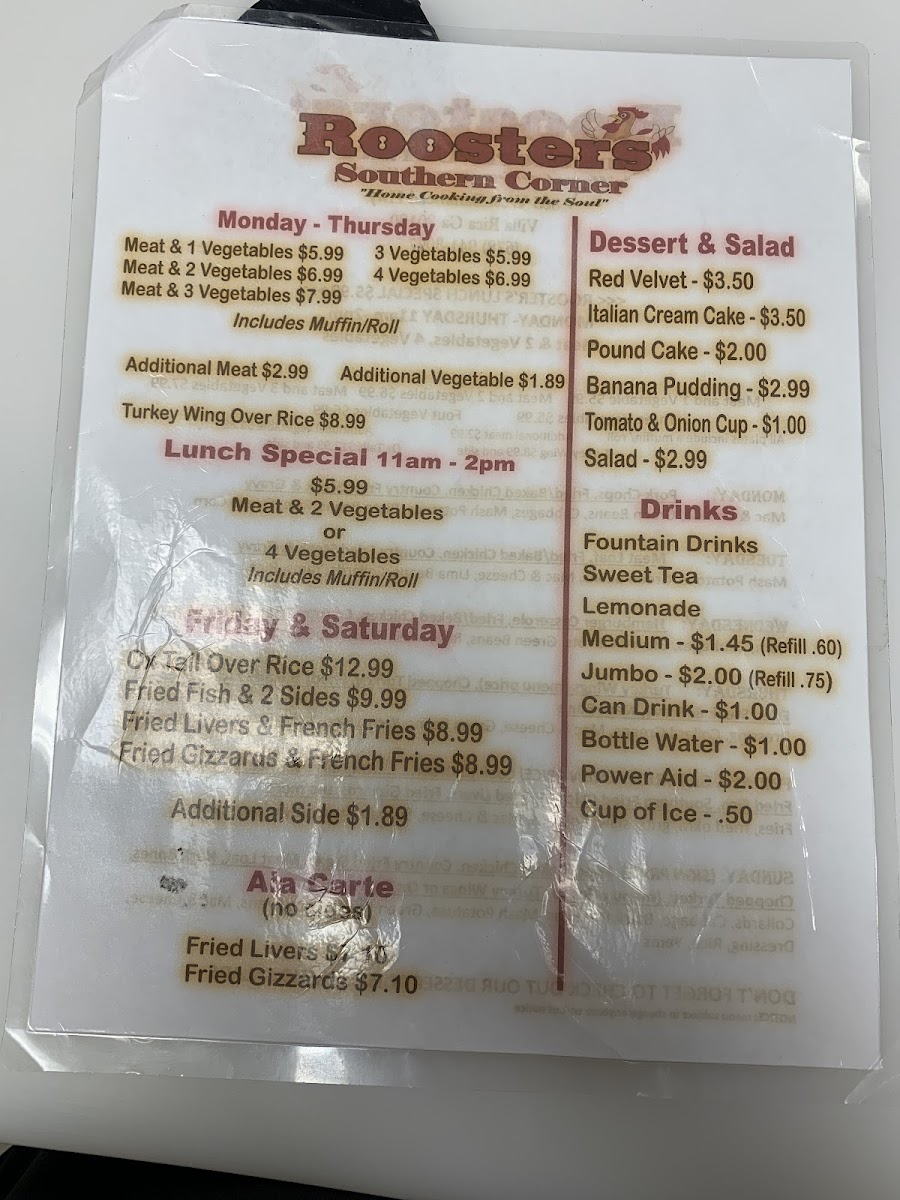 Roosters
Southern Corner
"Home Cooking from the Soul"
Monday - Thursday
Meat & 1 Vegetables $5.99 3 Vegetables $5.99
Meat & 2 Vegetables $6.99 4 Vegetables $6.99
Meat & 3 Vegetables $7.99
Includes Muffin/Roll
Additional Meat $2.99 Additional Vegetable $1.89
Turkey Wing Over Rice $8.99
Lunch Special 11am - 2pm
$5.99
Meat & 2 Vegetables
or
4 Vegetables
Includes Muffin/Roll
Friday & Saturday
Ox Tail Over Rice $12.99
Fried Fish & 2 Sides $9.99
Fried Livers & French Fries $8.99
Fried Gizzards & French Fries $8.99
Additional Side $1.89
Ala Carte
(no sides)
Fried Livers $7.10
Fried Gizzards $7.10
Dessert & Salad
Red Velvet - $3.50
Italian Cream Cake - $3.50
Pound Cake - $2.00
Banana Pudding - $2.99
Tomato & Onion Cup - $1.00
Salad - $2.99
Drinks
Fountain Drinks
Sweet Tea
Lemonade
Medium - $1.45 (Refill .60)
Jumbo - $2.00 (Refill .75)
Can Drink - $1.00
Bottle Water - $1.00
Power Aid - $2.00
Cup of Ice - .50